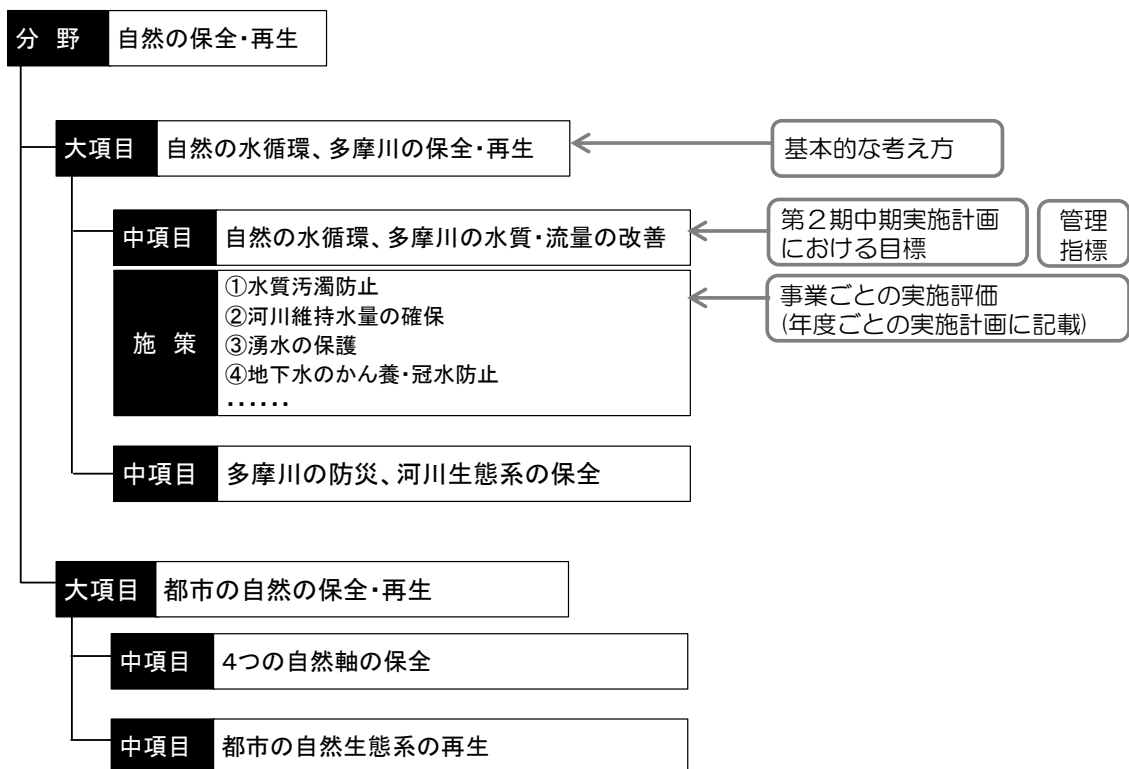 分 野 自然の保全・再生
大項目 自然の水循環、多摩川の保全・再生
基本的な考え方
中項目 自然の水循環、多摩川の水質・流量の改善
第２期中期実施計画
における目標
管理
指標
施 策
①水質汚濁防止
②河川維持水量の確保
③湧水の保護
④地下水のかん養・冠水防止
・・・・・・
事業ごとの実施評価
(年度ごとの実施計画に記載)
中項目 多摩川の防災、河川生態系の保全
大項目 都市の自然の保全・再生
中項目 4つの自然軸の保全
中項目 都市の自然生態系の再生